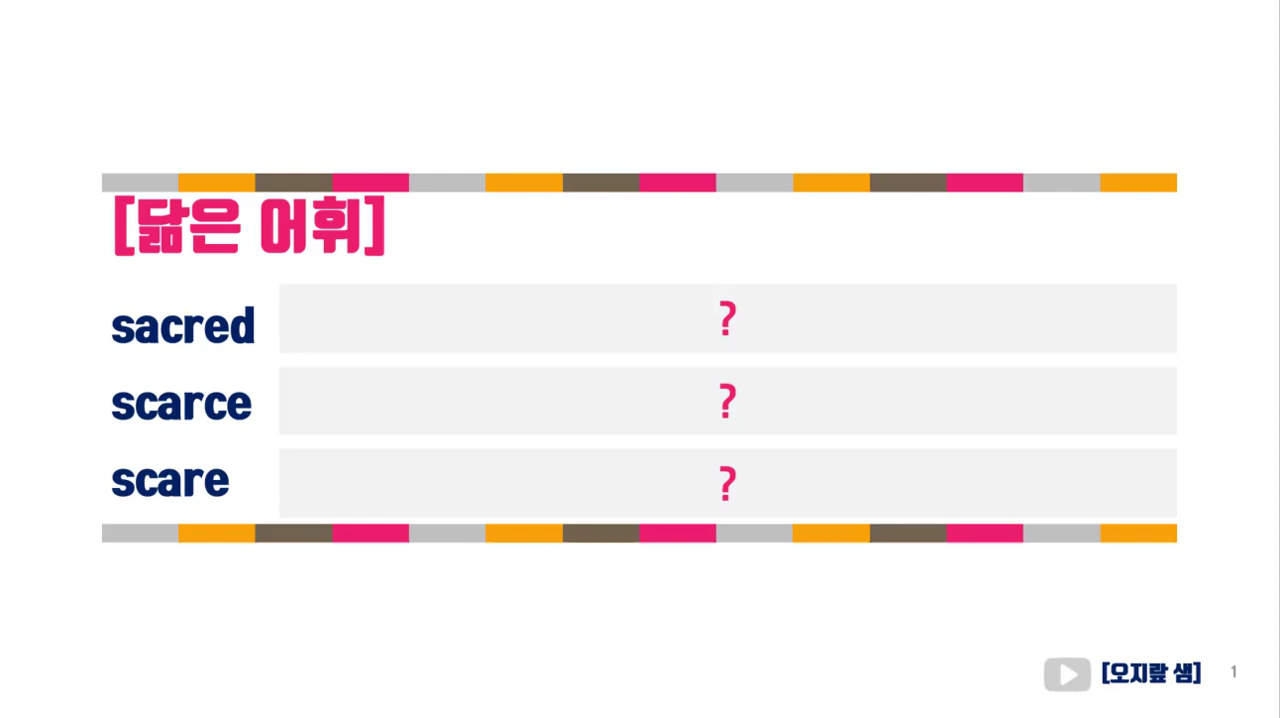 [닮은 어휘]
sacred ?
scarce ?
scare ?
[오지랖 샘] 1